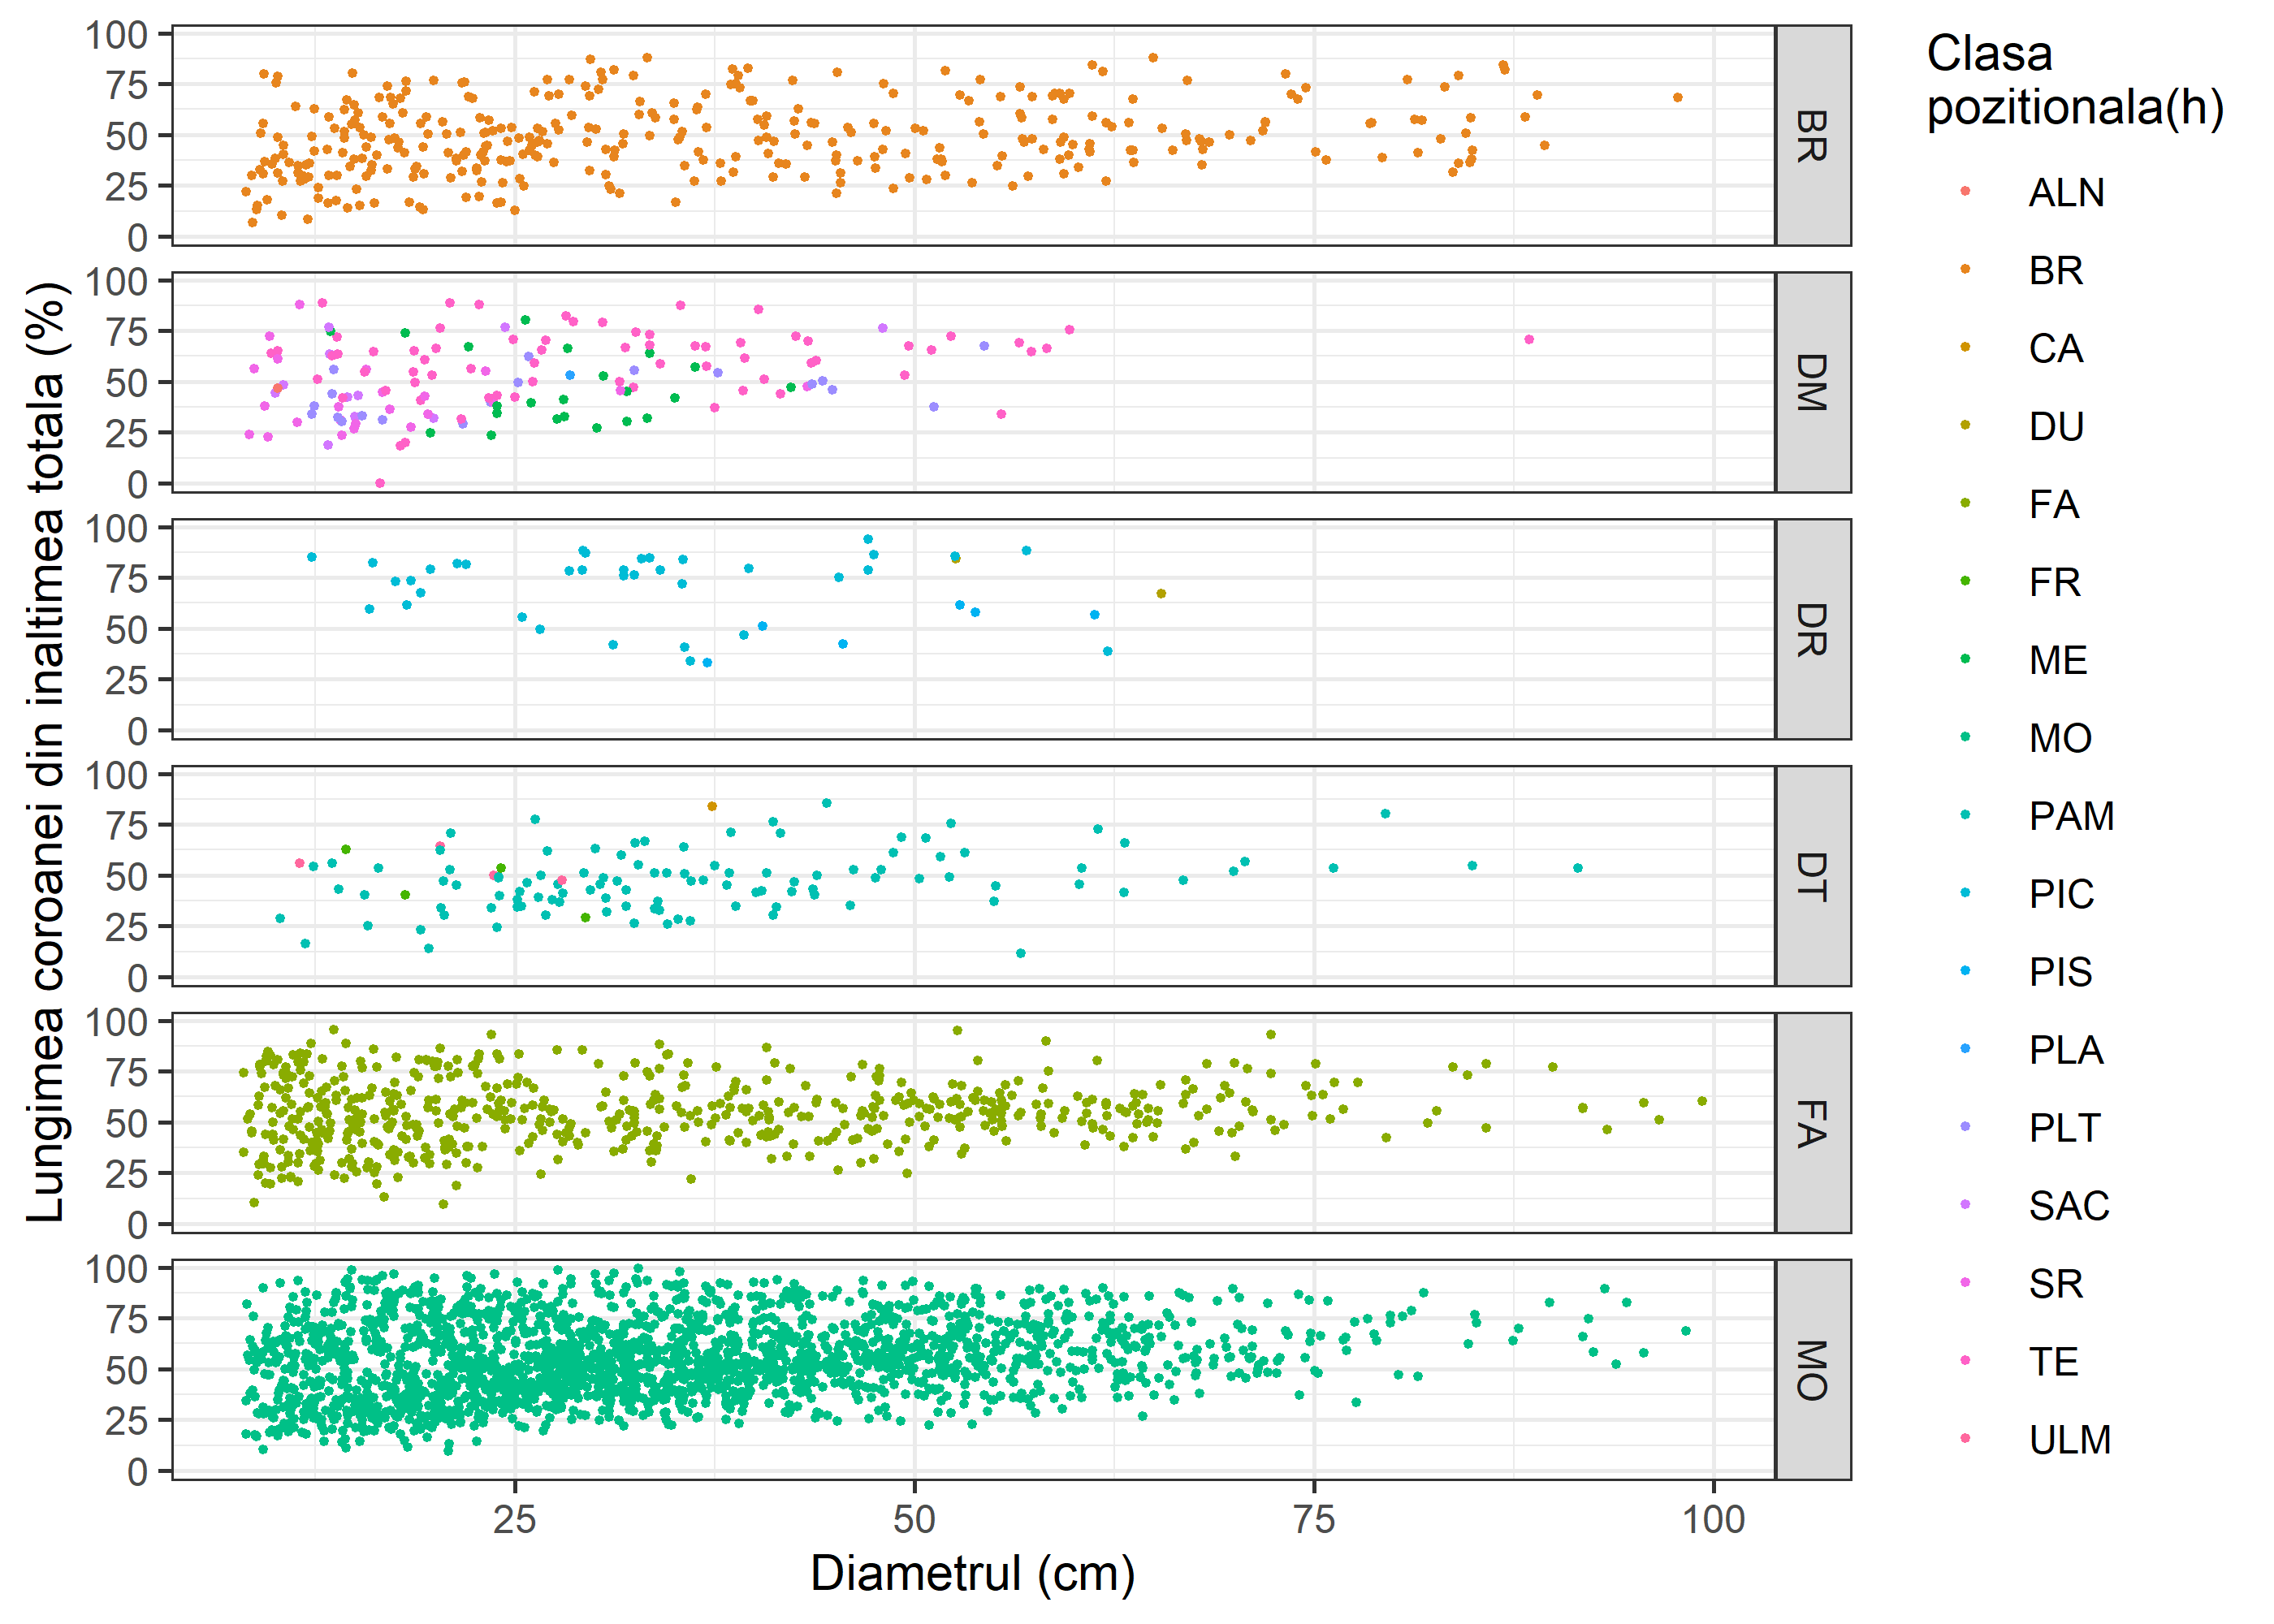 Lungimea coroanei din inaltimea totala (%)
100
75
50
25
0
BR
100
75
50
25
0
DM
100
75
50
25
0
DR
100
75
50
25
0
DT
100
75
50
25
0
FA
100
75
50
25
0
MO
25 50 75 100
Diametrul (cm)
Clasa
pozitionala(h)
ALN
BR
CA
DU
FA
FR
ME
MO
PAM
PIC
PIS
PLA
PLT
SAC
SR
TE
ULM